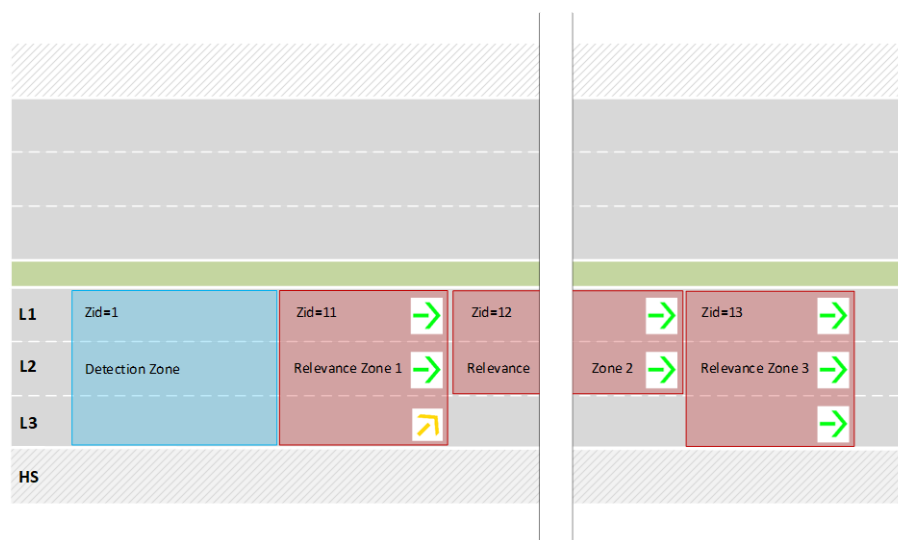 L1
Zid=1
Zid=11
Zid=12
Zid=13
L2
Detection Zone
Relevance Zone 1
Relevance
Zone 2
Relevance Zone 3
L3
HS